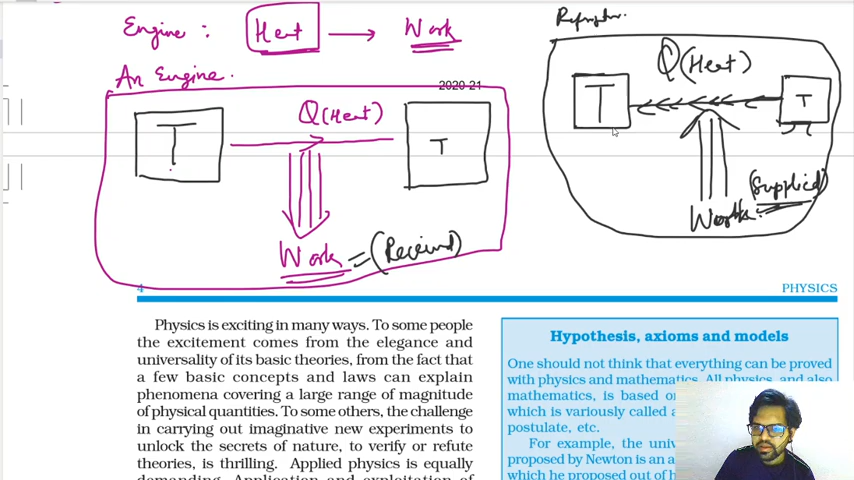 Engine : Heat → Work
An Engine.
2020-21
T
Q (Heat)
T
Work = (Received)
Q (Heat)
T
T
(Supplied)
Work
4
PHYSICS
Physics is exciting in many ways. To some people
the excitement comes from the elegance and
universality of its basic theories, from the fact that
a few basic concepts and laws can explain
phenomena covering a large range of magnitude
of physical quantities. To some others, the challenge
in carrying out imaginative new experiments to
unlock the secrets of nature, to verify or refute
theories, is thrilling. Applied physics is equally
demanding. Application and exploitation of
Hypothesis, axioms and models
One should not think that everything can be proved
with physics and mathematics. All physics, and also
mathematics, is based on
which is variously called a
postulate, etc.
For example, the univ
proposed by Newton is an
which he proposed out of h